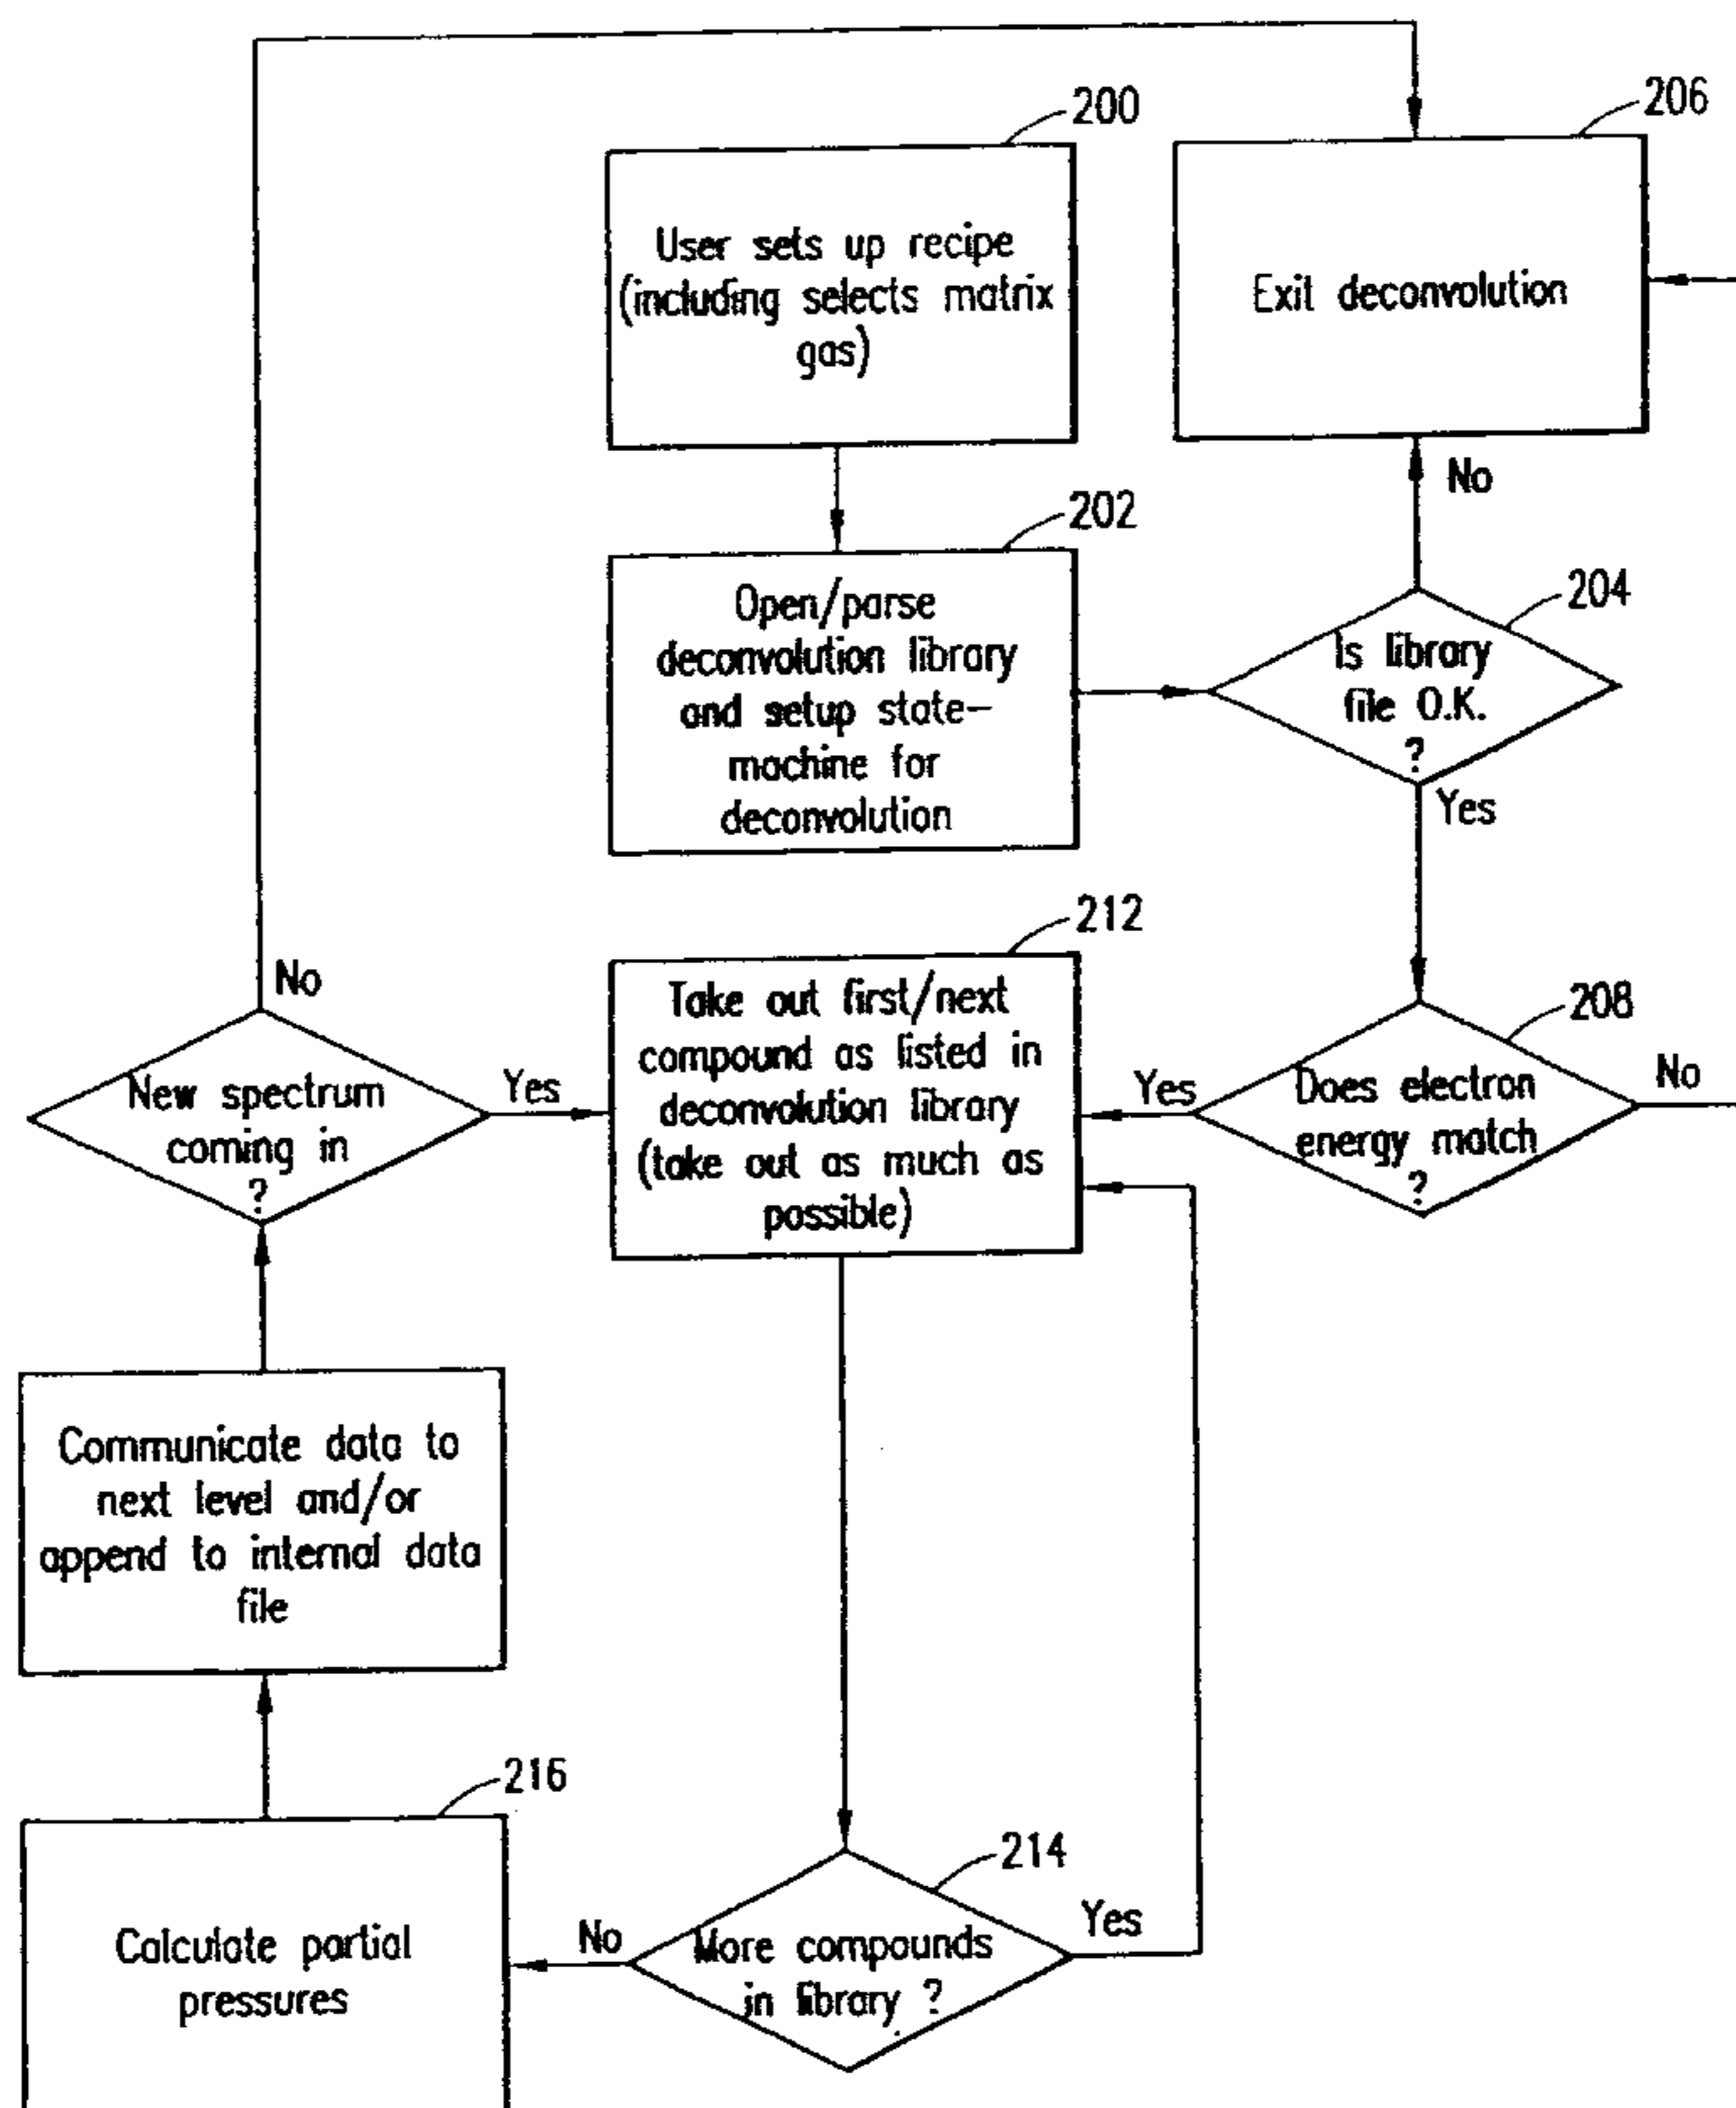 200
User sets up recipe
(including selects matrix
gas)
206
Exit deconvolution
202
Open/parse
deconvolution library
and setup state-
machine for
deconvolution
No
204
Is library
file O.K.
?
Yes
212
Take out first/next
compound as listed in
deconvolution library
(take out as much as
possible)
208
Does electron
energy match
?
Yes
No
No
New spectrum
coming in
?
Yes
Communicate data to
next level and/or
append to internal data
file
216
Calculate partial
pressures
214
More compounds
in library ?
No
Yes